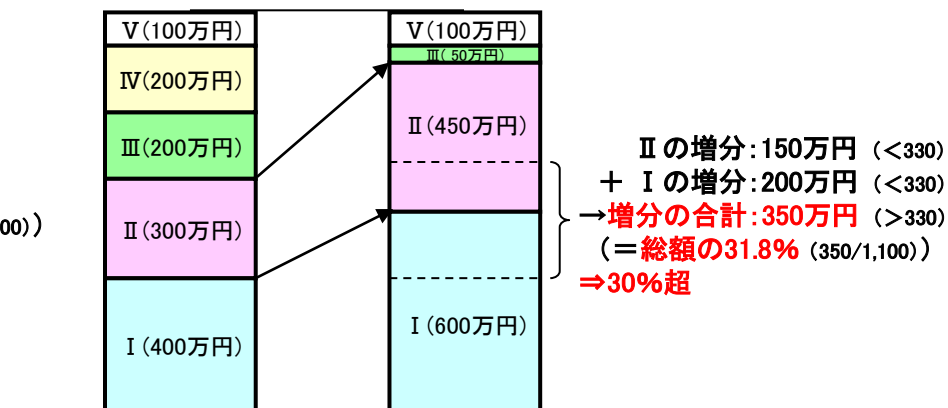 Ⅴ(100万円)
Ⅳ(200万円)
Ⅲ(200万円)
Ⅱ(300万円)
Ⅰ(400万円)
00))
Ⅴ(100万円)
Ⅲ( 50万円)
Ⅱ(450万円)
Ⅰ(600万円)
Ⅱの増分:150万円 (<330)
+ Ⅰの増分:200万円 (<330)
→増分の合計:350万円 (>330)
(=総額の31.8% (350/1,100))
⇒30%超